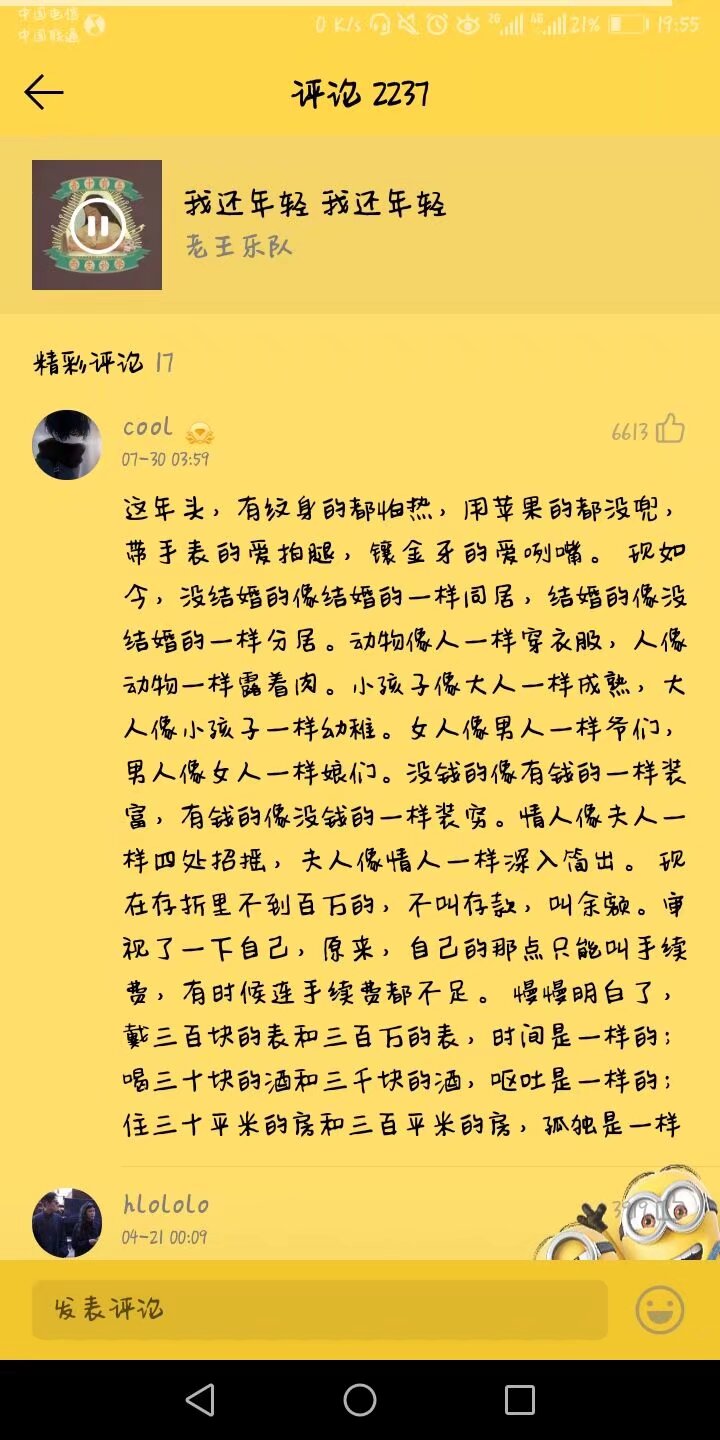 中国电信
中国联通
0 K/s 2G 4G 21% 19:55
评论 2237
我还年轻 我还年轻
老王乐队
精彩评论 17
cool
6613
07-30 03:59
这年头，有纹身的都怕热，用苹果的都没兜，
带手表的爱拍腿，镶金牙的爱咧嘴。 现如
今，没结婚的像结婚的一样同居，结婚的像没
结婚的一样分居。动物像人一样穿衣服，人像
动物一样露着肉。小孩子像大人一样成熟，大
人像小孩子一样幼稚。女人像男人一样爷们，
男人像女人一样娘们。没钱的像有钱的一样装
富，有钱的像没钱的一样装穷。情人像夫人一
样四处招摇，夫人像情人一样深入简出。 现
在存折里不到百万的，不叫存款，叫余额。审
视了一下自己，原来，自己的那点只能叫手续
费，有时候连手续费都不足。 慢慢明白了，
戴三百块的表和三百万的表，时间是一样的；
喝三十块的酒和三千块的酒，呕吐是一样的；
住三十平米的房和三百平米的房，孤独是一样
hlololo
3979
04-21 00:09
发表评论